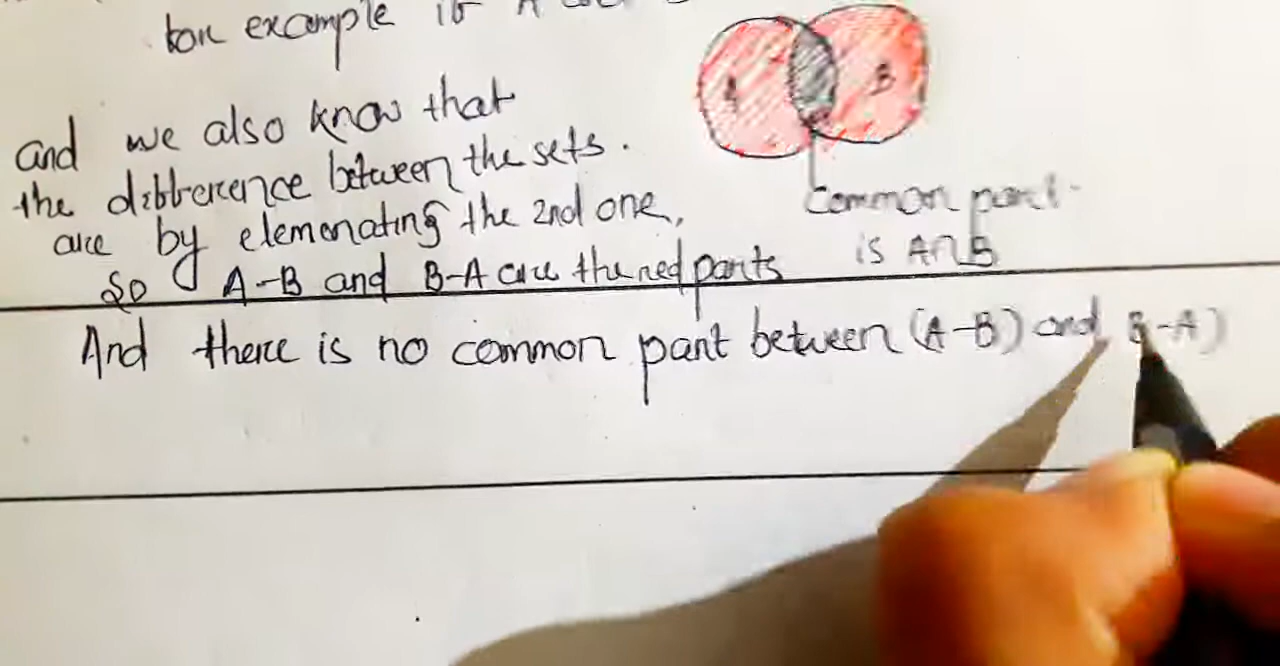 for example if A
A B
and we also know that
the difference between the sets.
are by elemenating the 2nd one,
common part
is A∩B
So A-B and B-A are the red parts
And there is no common part between (A-B) and B-A)